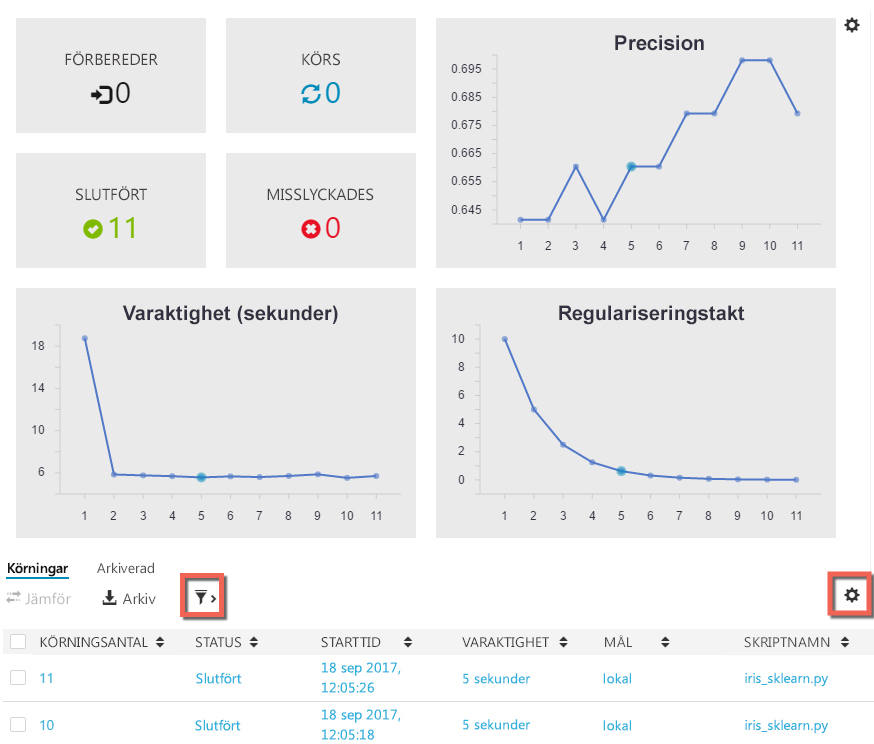 FÖRBEREDER
0
KÖRS
0
SLUTFÖRT
11
MISSLYCKADES
0
Precision
0.695
0.685
0.675
0.665
0.655
0.645
1 2 3 4 5 6 7 8 9 10 11
Varaktighet (sekunder)
18
14
10
6
1 2 3 4 5 6 7 8 9 10 11
Regulariseringstakt
10
8
6
4
2
0
1 2 3 4 5 6 7 8 9 10 11
Körningar Arkiverad
Jämför Arkiv
KÖRNINGSANTAL STATUS STARTTID VARAKTIGHET MÅL SKRIPTNAMN
11 Slutfört 18 sep 2017, 12:05:26 5 sekunder lokal iris_sklearn.py
10 Slutfört 18 sep 2017, 12:05:18 5 sekunder lokal iris_sklearn.py